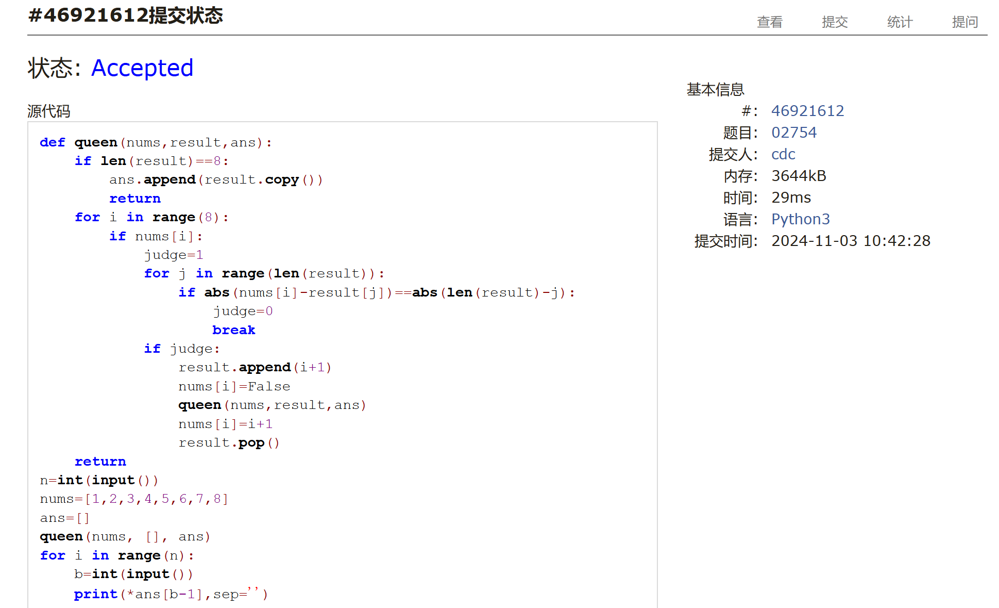 #46921612提交状态
查看 提交 统计 提问
状态: Accepted
源代码
def queen(nums,result,ans):
    if len(result)==8:
        ans.append(result.copy())
        return
    for i in range(8):
        if nums[i]:
            judge=1
            for j in range(len(result)):
                if abs(nums[i]-result[j])==abs(len(result)-j):
                    judge=0
                    break
            if judge:
                result.append(i+1)
                nums[i]=False
                queen(nums,result,ans)
                nums[i]=i+1
                result.pop()
    return
n=int(input())
nums=[1,2,3,4,5,6,7,8]
ans=[]
queen(nums, [], ans)
for i in range(n):
    b=int(input())
    print(*ans[b-1],sep='')
基本信息
#: 46921612
题目: 02754
提交人: cdc
内存: 3644kB
时间: 29ms
语言: Python3
提交时间: 2024-11-03 10:42:28